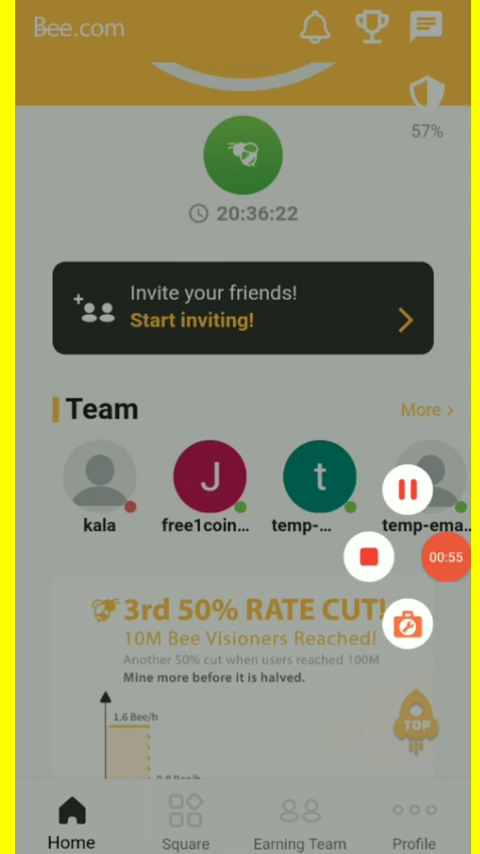 Bee.com
57%
20:36:22
Invite your friends!
Start inviting!
Team
More >
J
t
kala
free1coin...
temp-...
temp-ema..
00:55
3rd 50% RATE CUT!
10M Bee Visioners Reached!
Another 50% cut when users reached 100M
Mine more before it is halved.
1.6 Bee/h
TOP
Home
Square
Earning Team
Profile